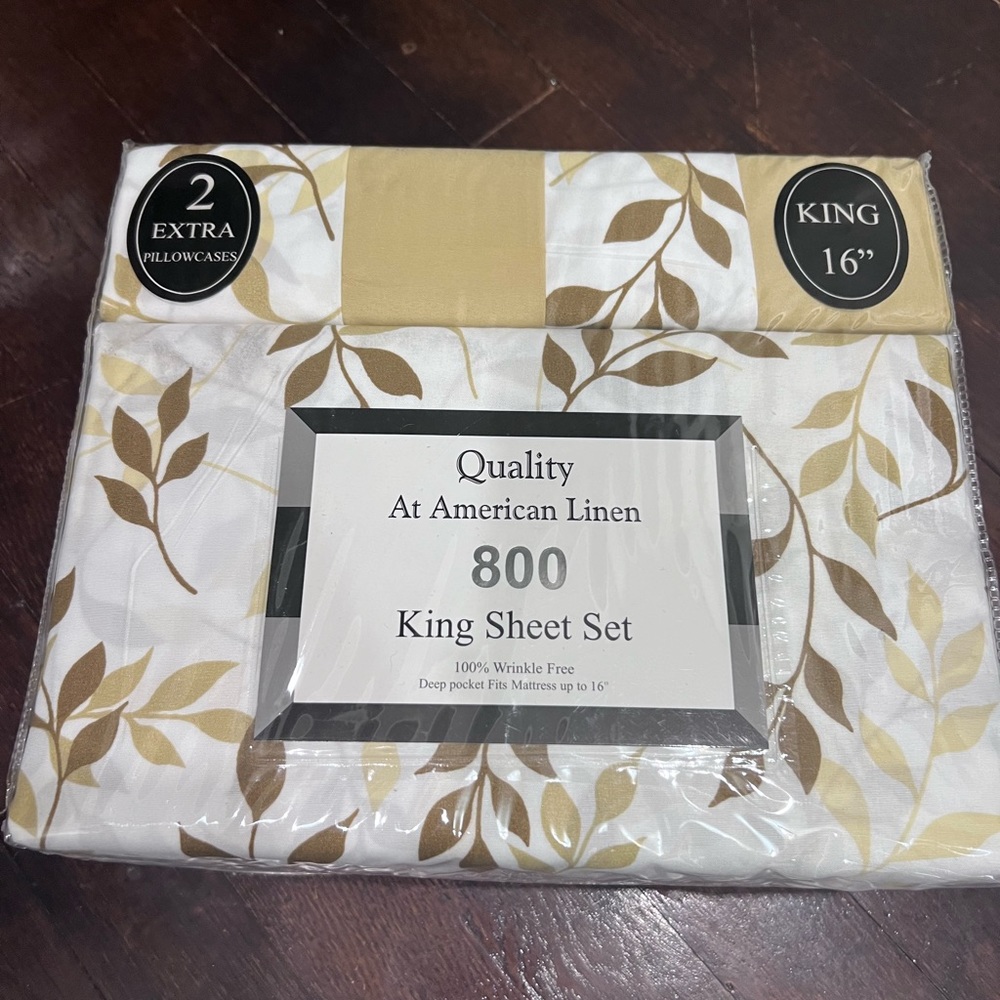 2
EXTRA
PILLOWCASES
KING
16”
Quality
At American Linen
800
King Sheet Set
100% Wrinkle Free
Deep pocket Fits Mattress up to 16"